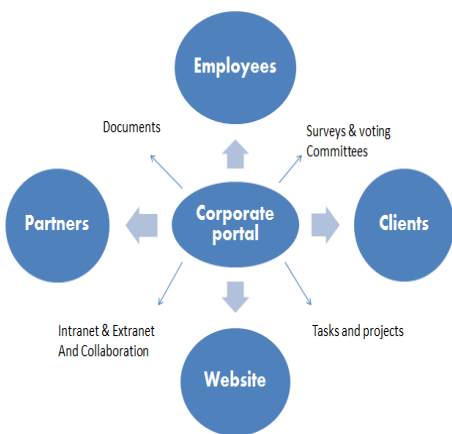 Employees
Documents
Surveys & voting
Committees
Partners
Corporate
portal
Clients
Intranet & Extranet
And Collaboration
Tasks and projects
Website